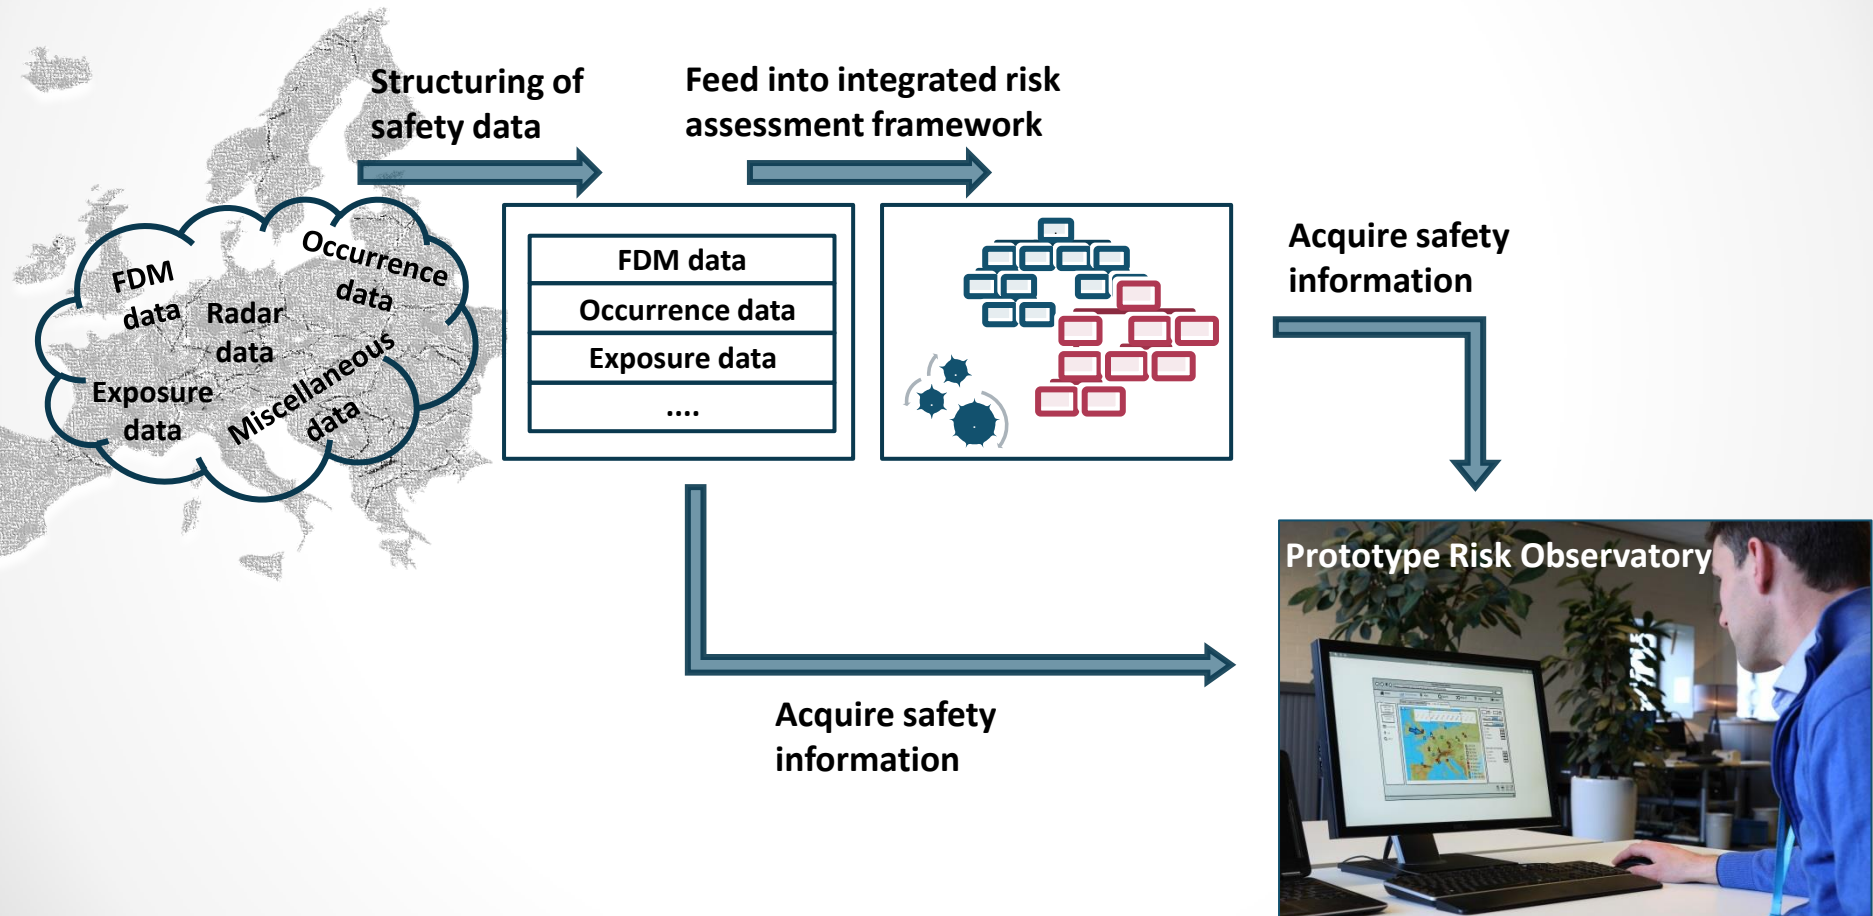 Structuring of
safety data
Feed into integrated risk
assessment framework
FDM
data
Occurrence
data
Radar
data
Exposure
data
Miscellaneous
data
FDM data
Occurrence data
Exposure data
....
Acquire safety
information
Acquire safety
information
Prototype Risk Observatory